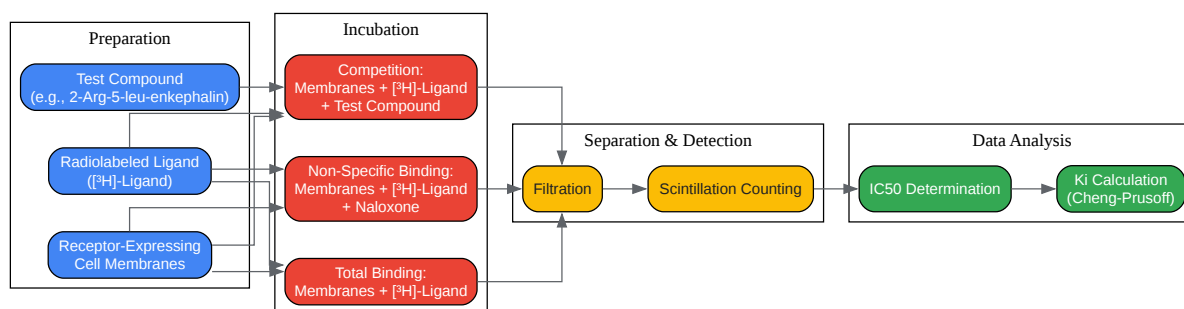 Preparation
Test Compound
(e.g., 2-Arg-5-leu-enkephalin)
Radiolabeled Ligand
([³H]-Ligand)
Receptor-Expressing
Cell Membranes
Incubation
Competition:
Membranes + [³H]-Ligand
+ Test Compound
Non-Specific Binding:
Membranes + [³H]-Ligand
+ Naloxone
Total Binding:
Membranes + [³H]-Ligand
Separation & Detection
Filtration
Scintillation Counting
Data Analysis
IC50 Determination
Ki Calculation
(Cheng-Prusoff)